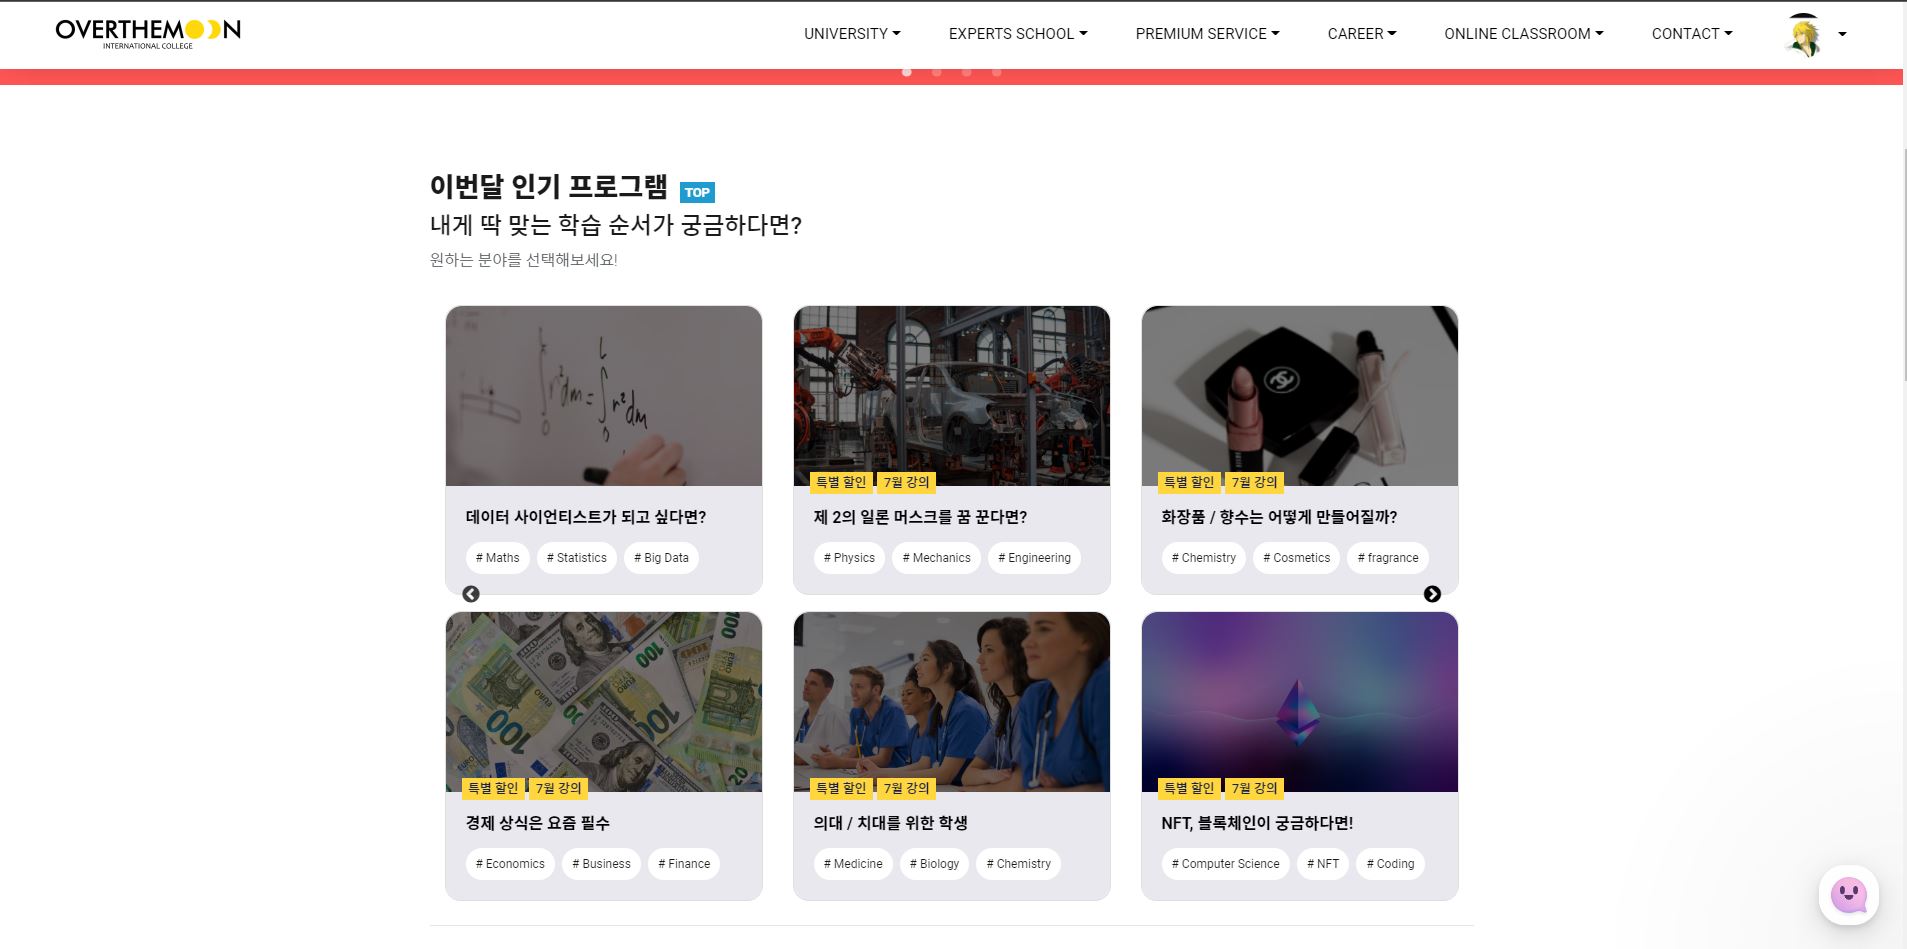 OVERTHEMOON
INTERNATIONAL COLLEGE
UNIVERSITY
EXPERTS SCHOOL
PREMIUM SERVICE
CAREER
ONLINE CLASSROOM
CONTACT
이번달 인기 프로그램 TOP
내게 딱 맞는 학습 순서가 궁금하다면?
원하는 분야를 선택해보세요!
데이터 사이언티스트가 되고 싶다면?
# Maths # Statistics # Big Data
특별 할인 7월 강의
제 2의 일론 머스크를 꿈 꾼다면?
# Physics # Mechanics # Engineering
특별 할인 7월 강의
화장품 / 향수는 어떻게 만들어질까?
# Chemistry # Cosmetics # fragrance
100 100 100 100 20
EURO
특별 할인 7월 강의
경제 상식은 요즘 필수
# Economics # Business # Finance
특별 할인 7월 강의
의대 / 치대를 위한 학생
# Medicine # Biology # Chemistry
특별 할인 7월 강의
NFT, 블록체인이 궁금하다면!
# Computer Science # NFT # Coding